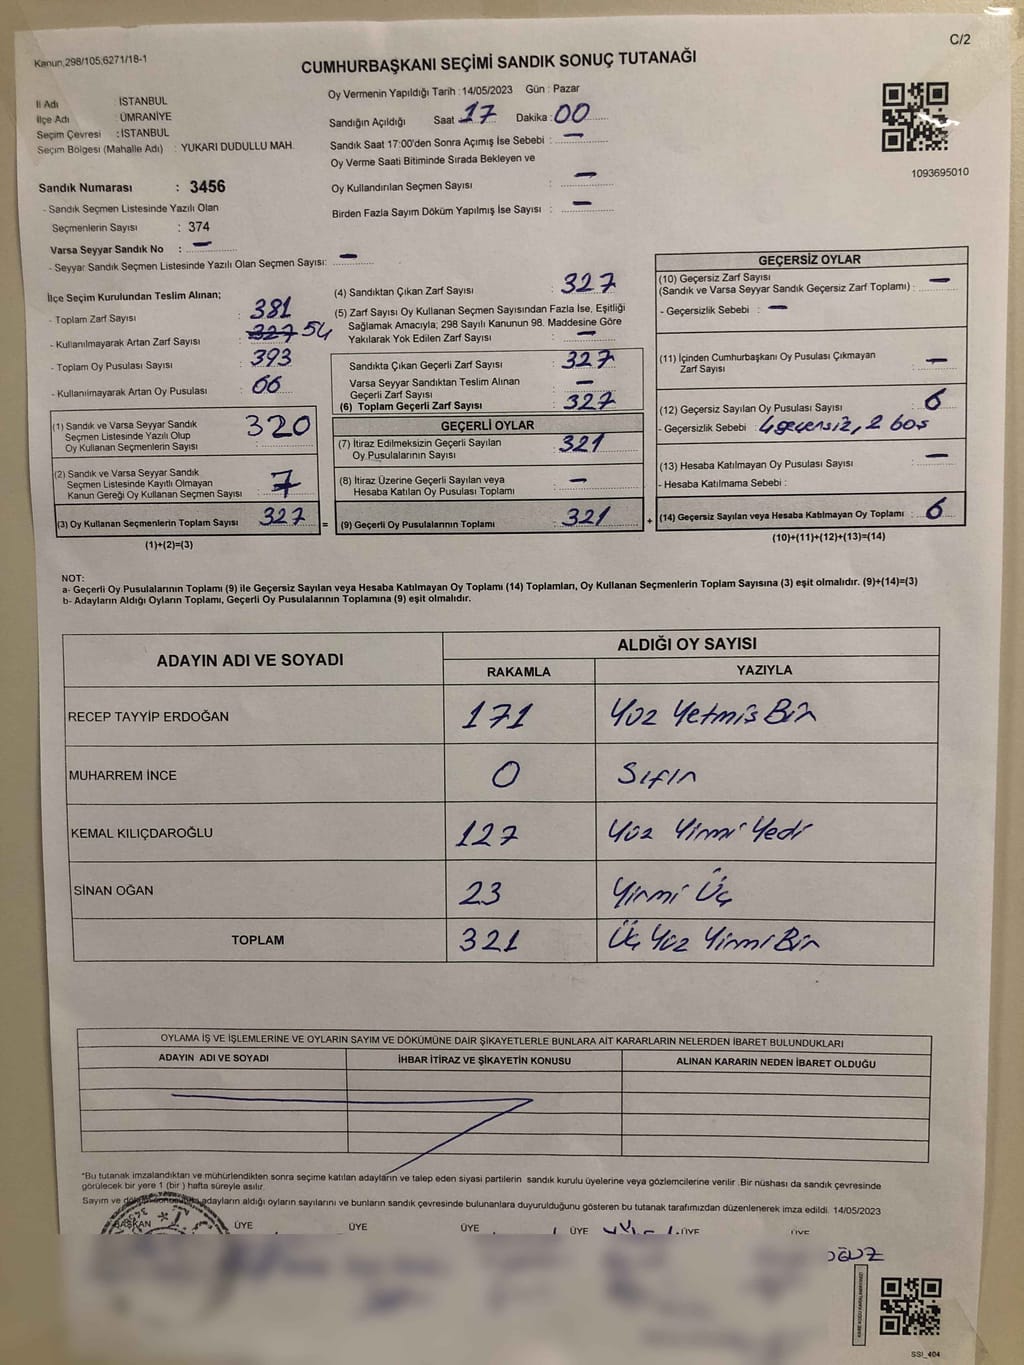 Kanun,298/105,6271/18-1
C/2
CUMHURBAŞKANI SEÇİMİ SANDIK SONUÇ TUTANAĞI
İl Adı : İSTANBUL
İlçe Adı : ÜMRANİYE
Seçim Çevresi : İSTANBUL
Seçim Bölgesi (Mahalle Adı) : YUKARI DUDULLU MAH.
Oy Vermenin Yapıldığı Tarih : 14/05/2023 Gün : Pazar
Sandığın Açıldığı Saat : 17 Dakika : 00
Sandık Saat 17:00'den Sonra Açımış İse Sebebi : —
Oy Verme Saati Bitiminde Sırada Bekleyen ve
Oy Kullandırılan Seçmen Sayısı : —
Birden Fazla Sayım Döküm Yapılmış İse Sayısı : —
1093695010
Sandık Numarası : 3456
- Sandık Seçmen Listesinde Yazılı Olan
Seçmenlerin Sayısı : 374
Varsa Seyyar Sandık No : —
- Seyyar Sandık Seçmen Listesinde Yazılı Olan Seçmen Sayısı: —
İlçe Seçim Kurulundan Teslim Alınan;
- Toplam Zarf Sayısı : 381
- Kullanılmayarak Artan Zarf Sayısı : 327 54
- Toplam Oy Pusulası Sayısı : 393
- Kullanılmayarak Artan Oy Pusulası : 66
(1) Sandık ve Varsa Seyyar Sandık
Seçmen Listesinde Yazılı Olup
Oy Kullanan Seçmenlerin Sayısı : 320
(2) Sandık ve Varsa Seyyar Sandık
Seçmen Listesinde Kayıtlı Olmayan
Kanun Gereği Oy Kullanan Seçmen Sayısı : 7
(3) Oy Kullanan Seçmenlerin Toplam Sayısı : 327
(1)+(2)=(3)
(4) Sandıktan Çıkan Zarf Sayısı : 327
(5) Zarf Sayısı Oy Kullanan Seçmen Sayısından Fazla İse, Eşitliği
Sağlamak Amacıyla; 298 Sayılı Kanunun 98. Maddesine Göre
Yakılarak Yok Edilen Zarf Sayısı : —
Sandıkta Çıkan Geçerli Zarf Sayısı : 327
Varsa Seyyar Sandıktan Teslim Alınan
Geçerli Zarf Sayısı : —
(6) Toplam Geçerli Zarf Sayısı : 327
GEÇERLİ OYLAR
(7) İtiraz Edilmeksizin Geçerli Sayılan
Oy Pusulalarının Sayısı : 321
(8) İtiraz Üzerine Geçerli Sayılan veya
Hesaba Katılan Oy Pusulası Toplamı : —
= (9) Geçerli Oy Pusulalarının Toplamı : 321
GEÇERSİZ OYLAR
(10) Geçersiz Zarf Sayısı
(Sandık ve Varsa Seyyar Sandık Geçersiz Zarf Toplamı) : —
- Geçersizlik Sebebi : —
(11) İçinden Cumhurbaşkanı Oy Pusulası Çıkmayan
Zarf Sayısı : —
(12) Geçersiz Sayılan Oy Pusulası Sayısı : 6
- Geçersizlik Sebebi : 4 geçersiz, 2 boş
(13) Hesaba Katılmayan Oy Pusulası Sayısı : —
- Hesaba Katılmama Sebebi :
+ (14) Geçersiz Sayılan veya Hesaba Katılmayan Oy Toplamı : 6
(10)+(11)+(12)+(13)=(14)
NOT:
a- Geçerli Oy Pusulalarının Toplamı (9) ile Geçersiz Sayılan veya Hesaba Katılmayan Oy Toplamı (14) Toplamları, Oy Kullanan Seçmenlerin Toplam Sayısına (3) eşit olmalıdır. (9)+(14)=(3)
b- Adayların Aldığı Oyların Toplamı, Geçerli Oy Pusulalarının Toplamına (9) eşit olmalıdır.
ADAYIN ADI VE SOYADI
ALDIĞI OY SAYISI
RAKAMLA YAZIYLA
RECEP TAYYİP ERDOĞAN 171 Yüz Yetmis Bir
MUHARREM İNCE 0 Sıfır
KEMAL KILIÇDAROĞLU 127 Yüz Yirmi Yedi
SİNAN OĞAN 23 Yirmi Üç
TOPLAM 321 Üç Yüz Yirmi Bir
OYLAMA İŞ VE İŞLEMLERİNE VE OYLARIN SAYIM VE DÖKÜMÜNE DAİR ŞİKAYETLERLE BUNLARA AİT KARARLARIN NELERDEN İBARET BULUNDUKLARI
ADAYIN ADI VE SOYADI İHBAR İTİRAZ VE ŞİKAYETİN KONUSU ALINAN KARARIN NEDEN İBARET OLDUĞU
*Bu tutanak imzalandıktan ve mühürlendikten sonra seçime katılan adayların ve talep eden siyasi partilerin sandık kurulu üyelerine veya gözlemcilerine verilir .Bir nüshası da sandık çevresinde
görülecek bir yere 1 (bir ) hafta süreyle asılır.
Sayım ve döküm sonucunda adayların aldığı oyların sayılarını ve bunların sandık çevresinde bulunanlara duyurulduğunu gösteren bu tutanak tarafımızdan düzenlenerek imza edildi. 14/05/2023
BAŞKAN ÜYE ÜYE ÜYE ÜYE ÜYE ÜYE
SSİ_404